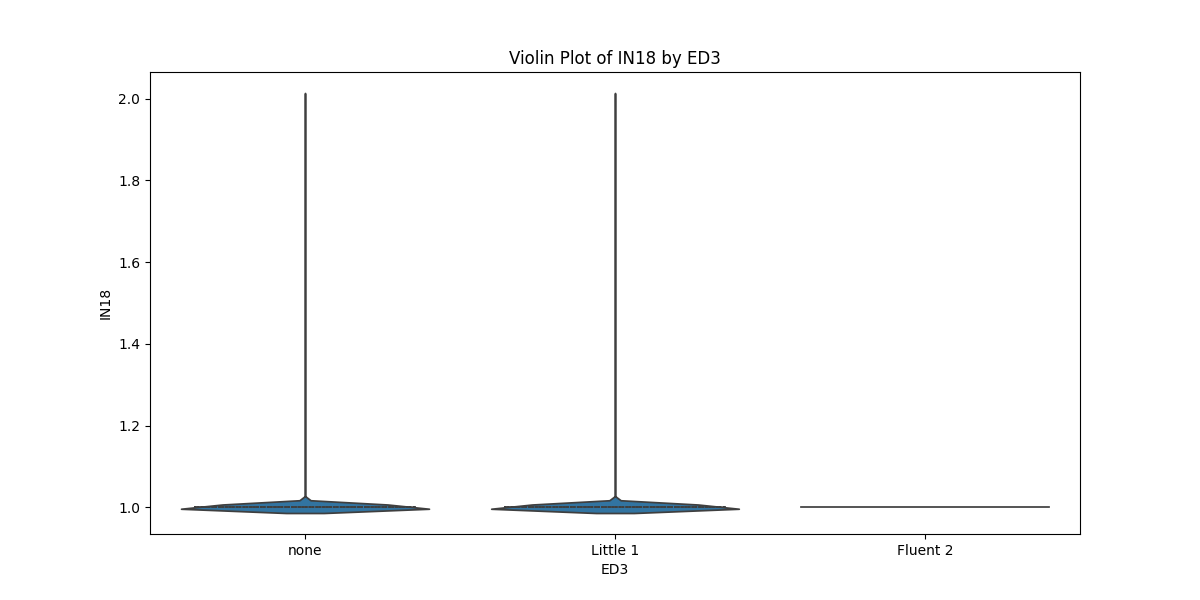 Violin Plot of IN18 by ED3
2.0
1.8
1.6
1.4
1.2
1.0
IN18
none
Little 1
Fluent 2
ED3